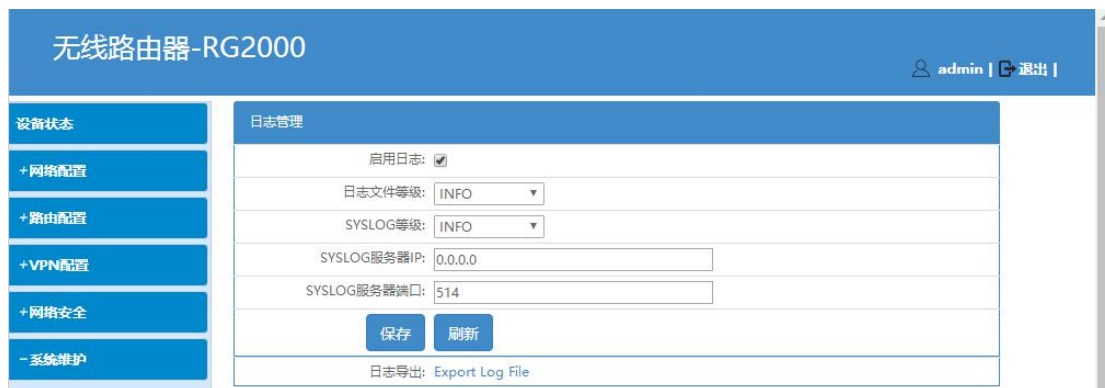 无线路由器-RG2000
admin | 退出 |
设备状态
+网络配置
+路由配置
+VPN配置
+网络安全
-系统维护
日志管理
启用日志:
日志文件等级: INFO
SYSLOG等级: INFO
SYSLOG服务器IP: 0.0.0.0
SYSLOG服务器端口: 514
保存 刷新
日志导出: Export Log File